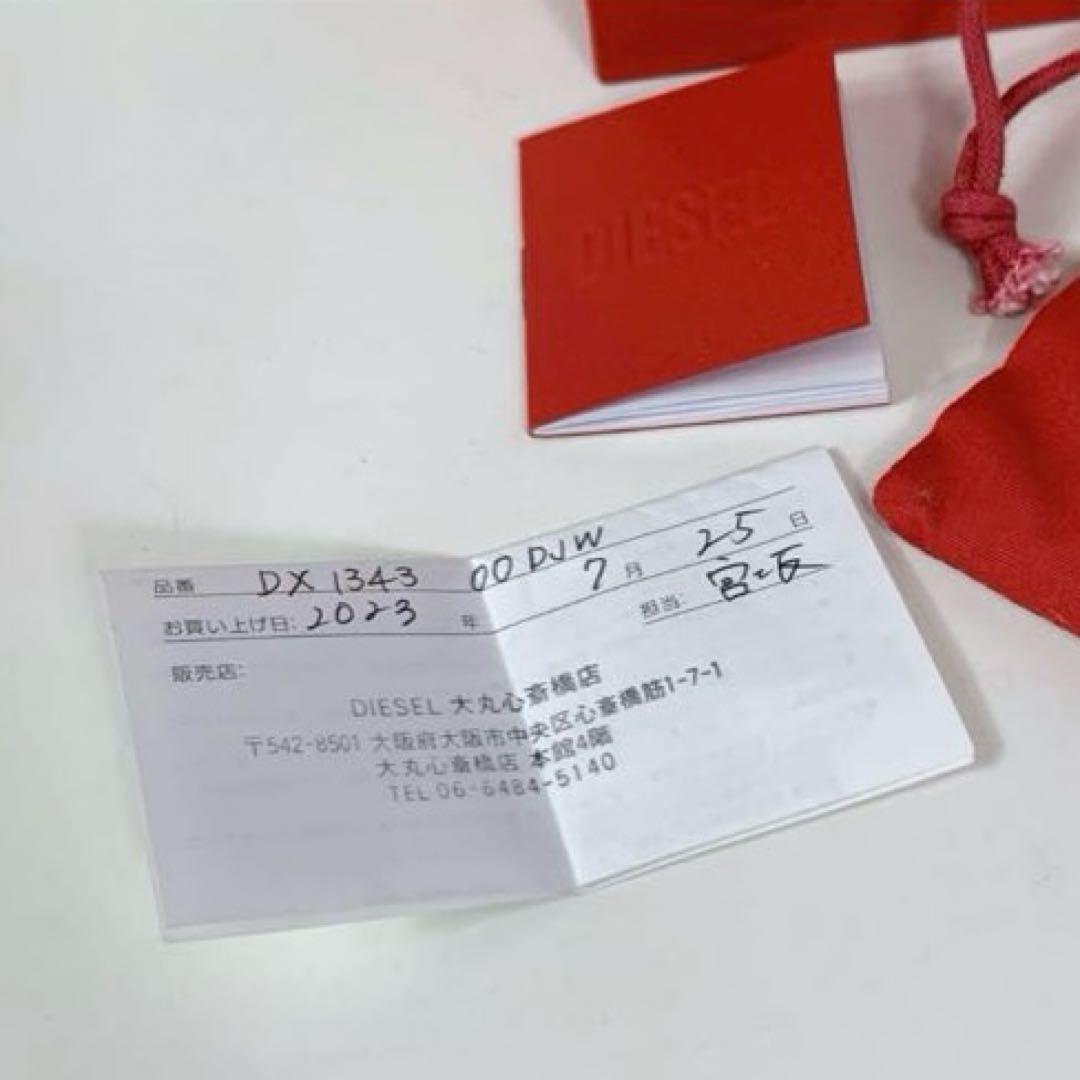 DIESEL
品番 DX 1343 00DJW
お買い上げ日: 2023 年 7 月 25 日
担当:
販売店:
DIESEL 大丸心斎橋店
〒542-8501 大阪府大阪市中央区心斎橋筋1-7-1
大丸心斎橋店 本館4階
TEL 06-6484-5140